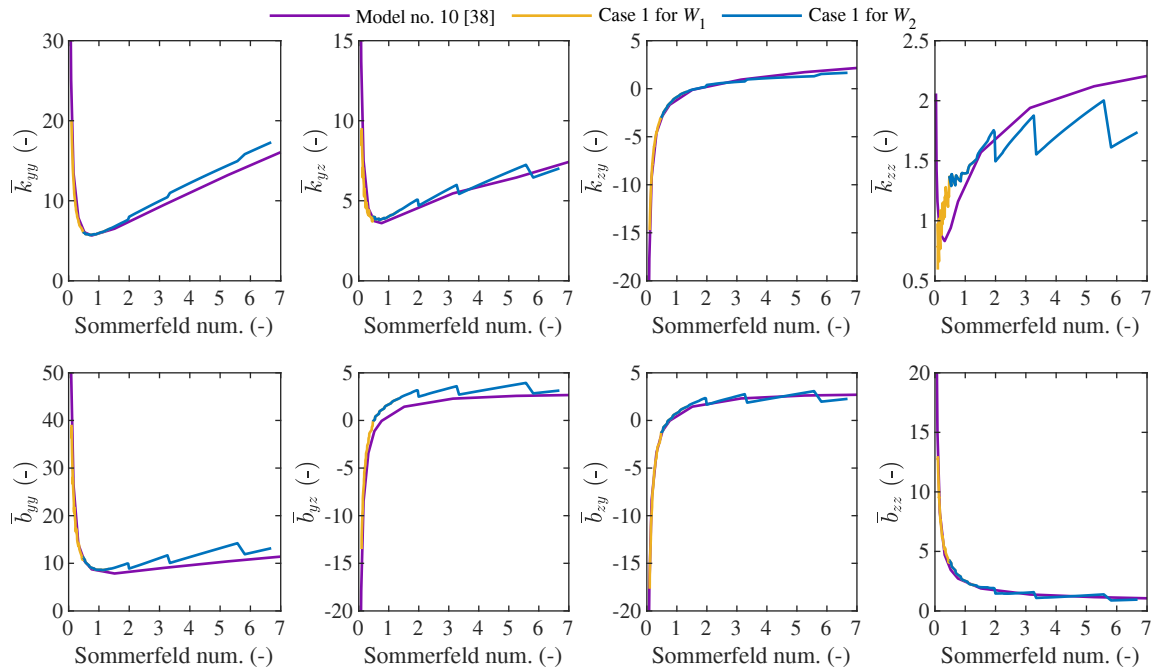 Model no. 10 [38] Case 1 for W₁ Case 1 for W₂
30 20 10 0
k̅yy (-)
0 1 2 3 4 5 6 7
Sommerfeld num. (-)
15 10 5 0
k̅yz (-)
0 1 2 3 4 5 6 7
Sommerfeld num. (-)
5 0 -5 -10 -15 -20
k̅zy (-)
0 1 2 3 4 5 6 7
Sommerfeld num. (-)
2.5 2 1.5 1 0.5
k̅zz (-)
0 1 2 3 4 5 6 7
Sommerfeld num. (-)
50 40 30 20 10 0
b̅yy (-)
0 1 2 3 4 5 6 7
Sommerfeld num. (-)
5 0 -5 -10 -15 -20
b̅yz (-)
0 1 2 3 4 5 6 7
Sommerfeld num. (-)
5 0 -5 -10 -15 -20
b̅zy (-)
0 1 2 3 4 5 6 7
Sommerfeld num. (-)
20 15 10 5 0
b̅zz (-)
0 1 2 3 4 5 6 7
Sommerfeld num. (-)